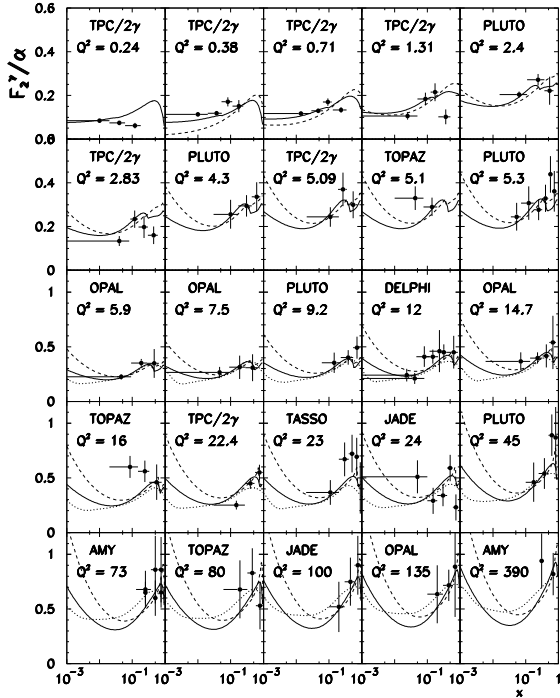 F₂ᵞ/α
0.6
TPC/2γ TPC/2γ TPC/2γ TPC/2γ PLUTO
Q² = 0.24 Q² = 0.38 Q² = 0.71 Q² = 1.31 Q² = 2.4
0.4
0.2
0.6
TPC/2γ PLUTO TPC/2γ TOPAZ PLUTO
Q² = 2.83 Q² = 4.3 Q² = 5.09 Q² = 5.1 Q² = 5.3
0.4
0.2
0
OPAL OPAL PLUTO DELPHI OPAL
1
Q² = 5.9 Q² = 7.5 Q² = 9.2 Q² = 12 Q² = 14.7
0.5
0
TOPAZ TPC/2γ TASSO JADE PLUTO
1
Q² = 16 Q² = 22.4 Q² = 23 Q² = 24 Q² = 45
0.5
0
AMY TOPAZ JADE OPAL AMY
1
Q² = 73 Q² = 80 Q² = 100 Q² = 135 Q² = 390
0.5
10⁻³ 10⁻¹ 10⁻³ 10⁻¹ 10⁻³ 10⁻¹ 10⁻³ 10⁻¹ 10⁻³ 10⁻¹ 1
x